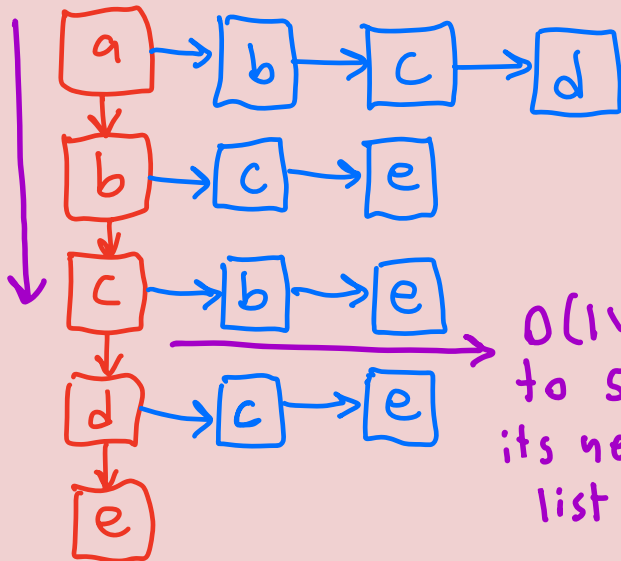 a b c d
b c e
c b e
O(|V
to s
its ne
d c e
list
e